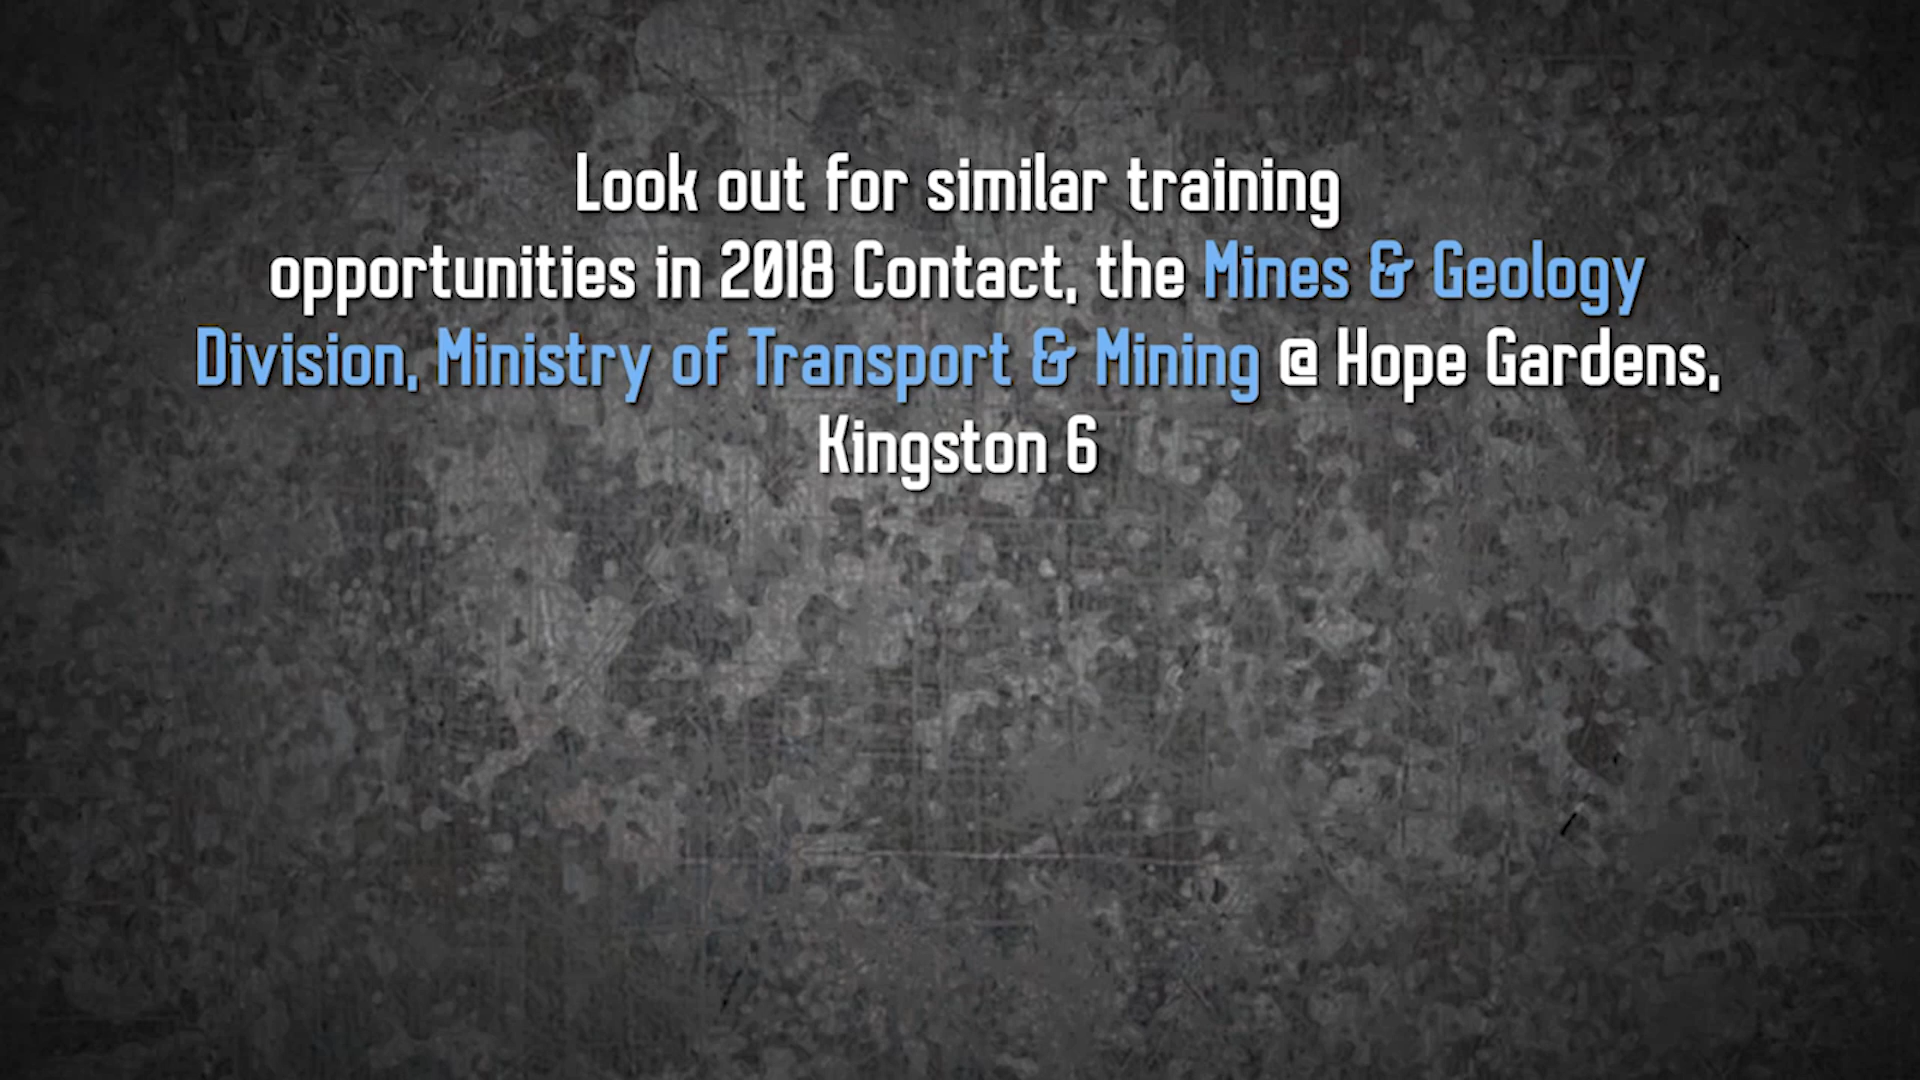 Look out for similar training
opportunities in 2018 Contact, the Mines & Geology
Division, Ministry of Transport & Mining @ Hope Gardens,
Kingston 6